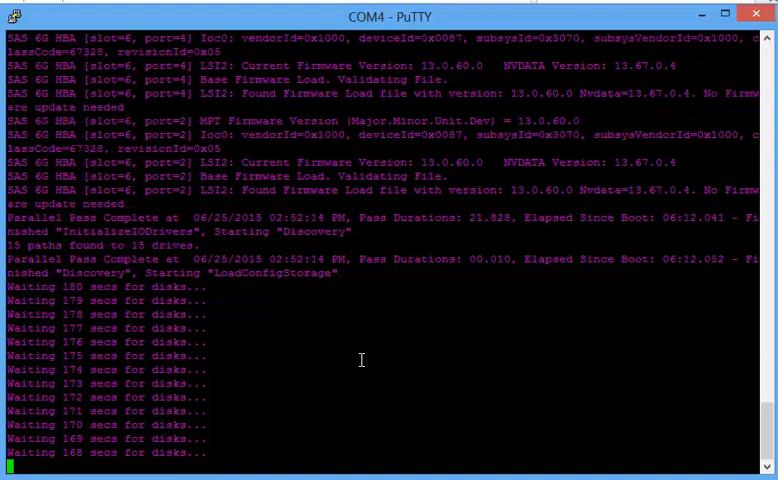 COM4 - PuTTY
SAS 6G HBA [slot=6, port=4] Ioc0: vendorId=0x1000, deviceId=0x0087, subsysId=0x3070, subsysVendorId=0x1000, c
lassCode=67328, revisionId=0x05
SAS 6G HBA [slot=6, port=4] LSI2: Current Firmware Version: 13.0.60.0   NVDATA Version: 13.67.0.4
SAS 6G HBA [slot=6, port=4] Base Firmware Load. Validating File.
SAS 6G HBA [slot=6, port=4] LSI2: Found Firmware Load file with version: 13.0.60.0 Nvdata=13.67.0.4. No Firmw
are update needed
SAS 6G HBA [slot=6, port=2] MPT Firmware Version (Major.Minor.Unit.Dev) = 13.0.60.0
SAS 6G HBA [slot=6, port=2] Ioc0: vendorId=0x1000, deviceId=0x0087, subsysId=0x3070, subsysVendorId=0x1000, c
lassCode=67328, revisionId=0x05
SAS 6G HBA [slot=6, port=2] LSI2: Current Firmware Version: 13.0.60.0   NVDATA Version: 13.67.0.4
SAS 6G HBA [slot=6, port=2] Base Firmware Load. Validating File.
SAS 6G HBA [slot=6, port=2] LSI2: Found Firmware Load file with version: 13.0.60.0 Nvdata=13.67.0.4. No Firmw
are update needed
Parallel Pass Complete at  06/25/2015 02:52:14 PM, Pass Durations: 21.828, Elapsed Since Boot: 06:12.041 - Fi
nished "InitializeIODrivers", Starting "Discovery"
15 paths found to 15 drives.
Parallel Pass Complete at  06/25/2015 02:52:14 PM, Pass Durations: 00.010, Elapsed Since Boot: 06:12.052 - Fi
nished "Discovery", Starting "LoadConfigStorage"
Waiting 180 secs for disks...
Waiting 179 secs for disks...
Waiting 178 secs for disks...
Waiting 177 secs for disks...
Waiting 176 secs for disks...
Waiting 175 secs for disks...
Waiting 174 secs for disks...
Waiting 173 secs for disks...
Waiting 172 secs for disks...
Waiting 171 secs for disks...
Waiting 170 secs for disks...
Waiting 169 secs for disks...
Waiting 168 secs for disks...